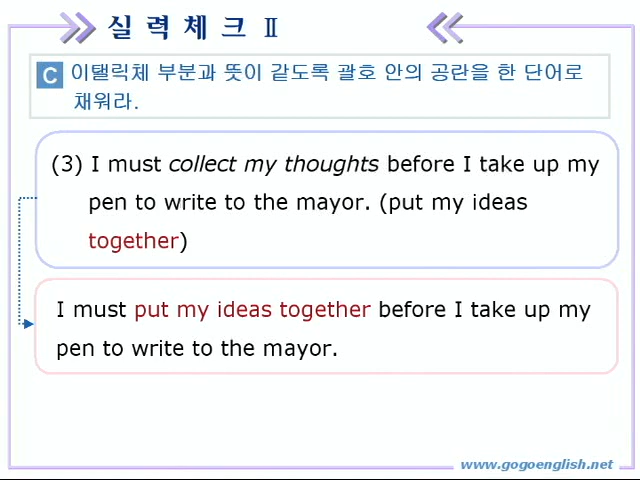 실 력 체 크 Ⅱ
C 이탤릭체 부분과 뜻이 같도록 괄호 안의 공란을 한 단어로
채워라.
(3) I must collect my thoughts before I take up my
pen to write to the mayor. (put my ideas
together)
I must put my ideas together before I take up my
pen to write to the mayor.
www.gogoenglish.net